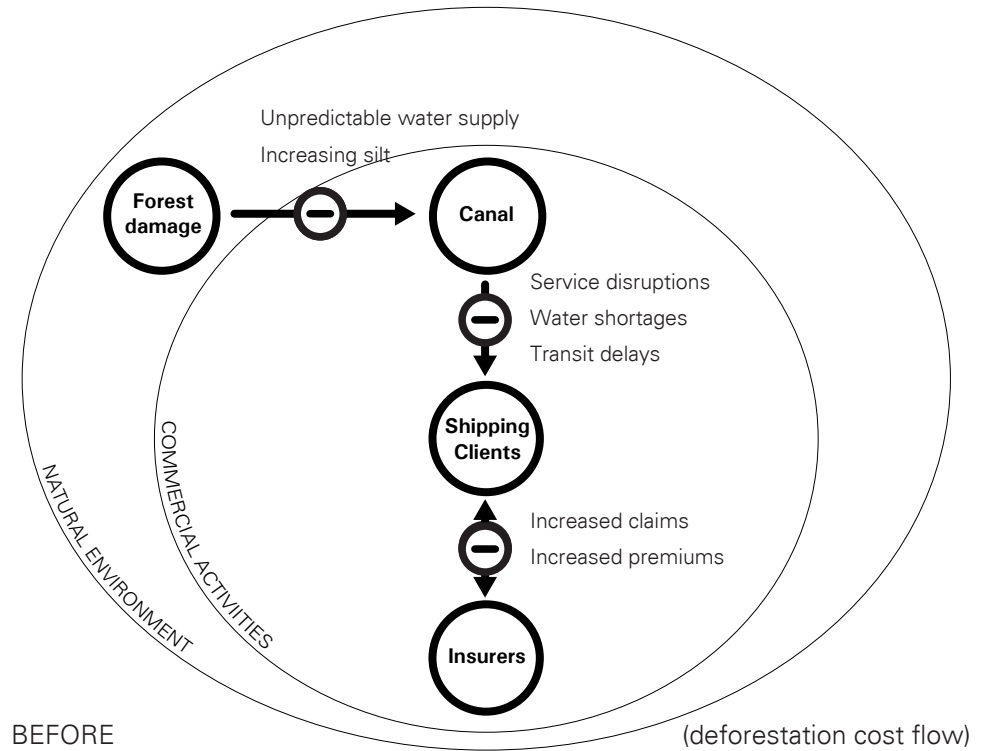 Unpredictable water supply
Increasing silt
Forest
damage
Canal
Service disruptions
Water shortages
Transit delays
Shipping
Clients
Increased claims
Increased premiums
Insurers
COMMERCIAL ACTIVIITIES
NATURAL ENVIRONMENT
BEFORE
(deforestation cost flow)